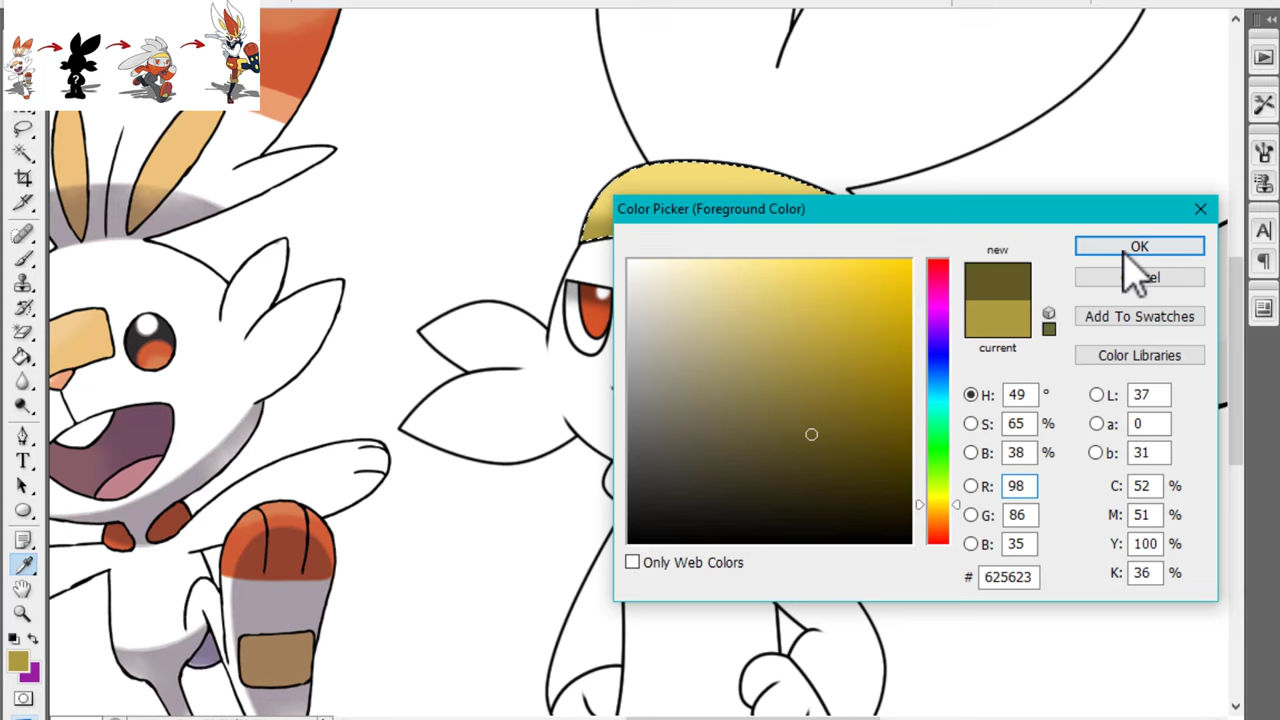 ?
Color Picker (Foreground Color)
new
current
OK
Add To Swatches
Color Libraries
H: 49 °
S: 65 %
B: 38 %
R: 98
G: 86
B: 35
# 625623
L: 37
a: 0
b: 31
C: 52 %
M: 51 %
Y: 100 %
K: 36 %
Only Web Colors
T
A